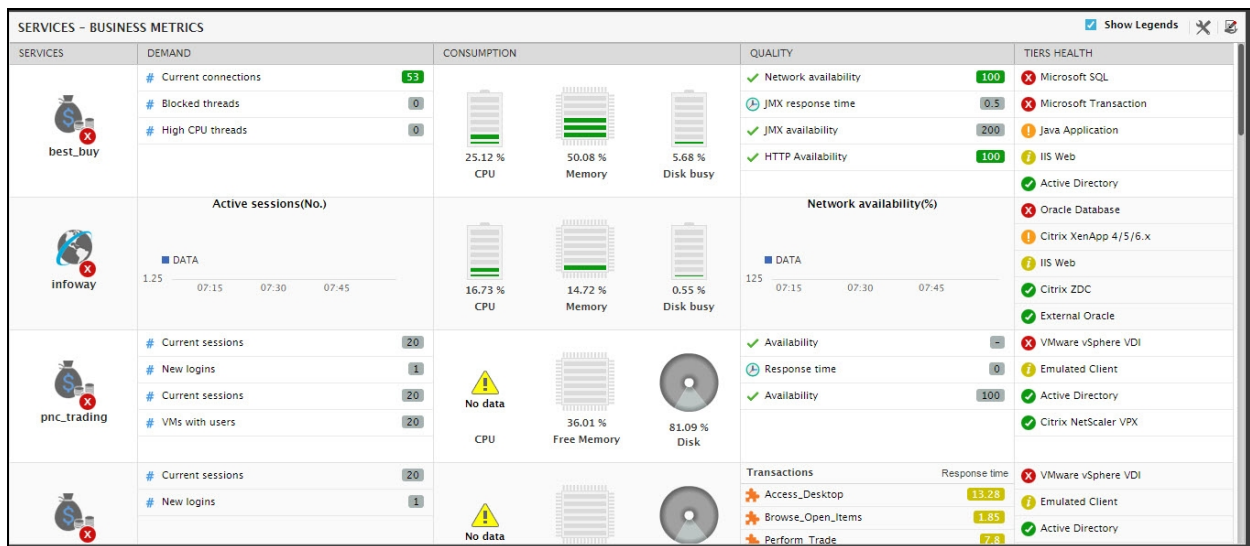 SERVICES – BUSINESS METRICS
Show Legends
SERVICES DEMAND CONSUMPTION QUALITY TIERS HEALTH
best_buy
# Current connections 53
# Blocked threads 0
# High CPU threads 0
25.12 % 50.08 % 5.68 %
CPU Memory Disk busy
Network availability 100
JMX response time 0.5
JMX availability 200
HTTP Availability 100
Microsoft SQL
Microsoft Transaction
Java Application
IIS Web
Active Directory
infoway
Active sessions(No.)
DATA
1.25
07:15 07:30 07:45
16.73 % 14.72 % 0.55 %
CPU Memory Disk busy
Network availability(%)
DATA
125
07:15 07:30 07:45
Oracle Database
Citrix XenApp 4/5/6.x
IIS Web
Citrix ZDC
External Oracle
pnc_trading
# Current sessions 20
# New logins 1
# Current sessions 20
# VMs with users 20
No data
36.01 % 81.09 %
CPU Free Memory Disk
Availability -
Response time 0
Availability 100
VMware vSphere VDI
Emulated Client
Active Directory
Citrix NetScaler VPX
# Current sessions 20
# New logins 1
No data
Transactions Response time
Access_Desktop 13.28
Browse_Open_Items 1.85
Perform_Trade 7.8
VMware vSphere VDI
Emulated Client
Active Directory